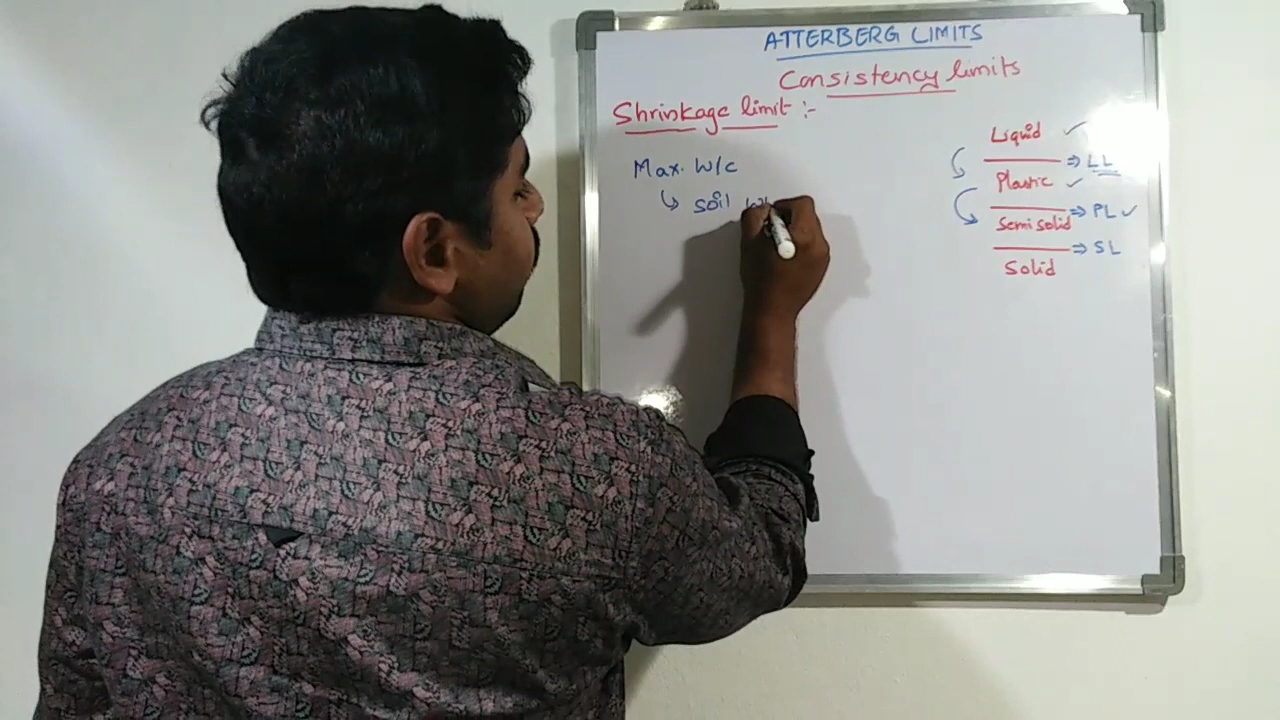 ATTERBERG LIMITS
Consistency limits
Shrinkage limit :-
Max. W/c
↳ soil
Liquid ✓
⇒ LL
Plastic ✓
⇒ PL ✓
Semi solid
⇒ SL
Solid